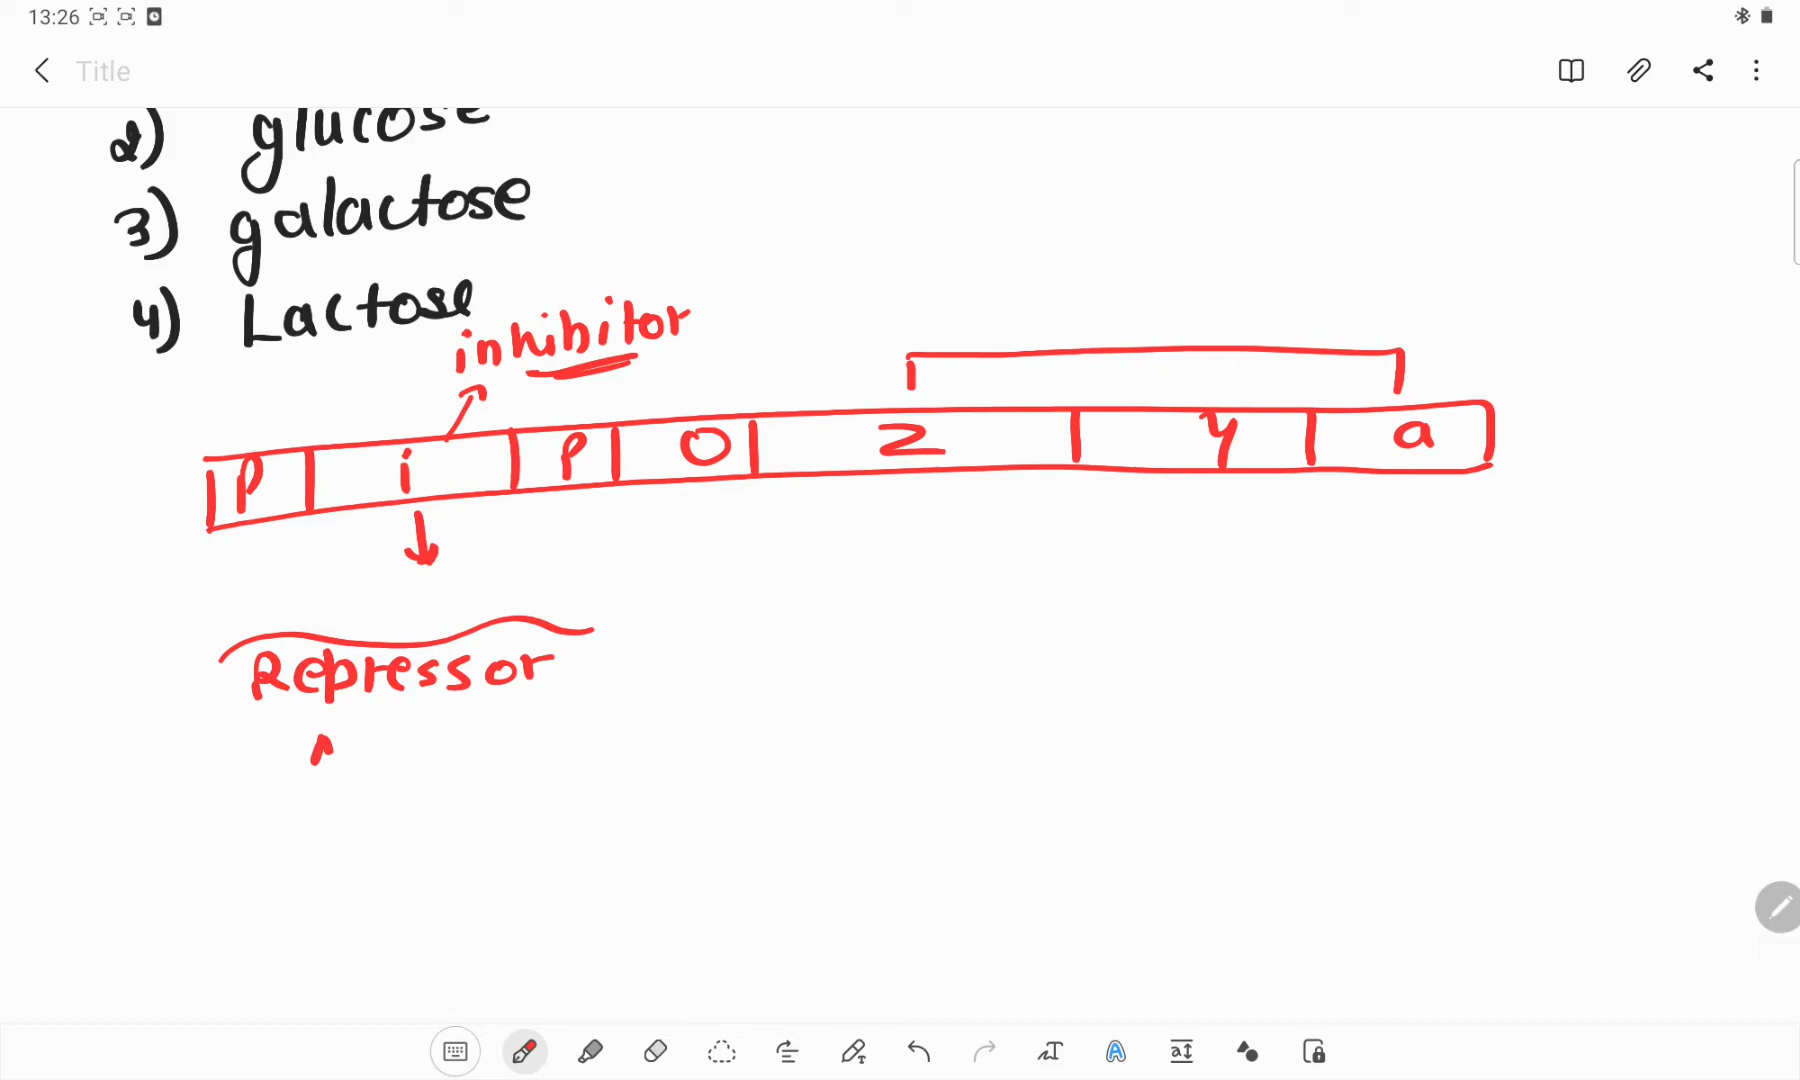 13:26
Title
2) glucose
3) galactose
4) Lactose
inhibitor
P i P O Z y a
Repressor